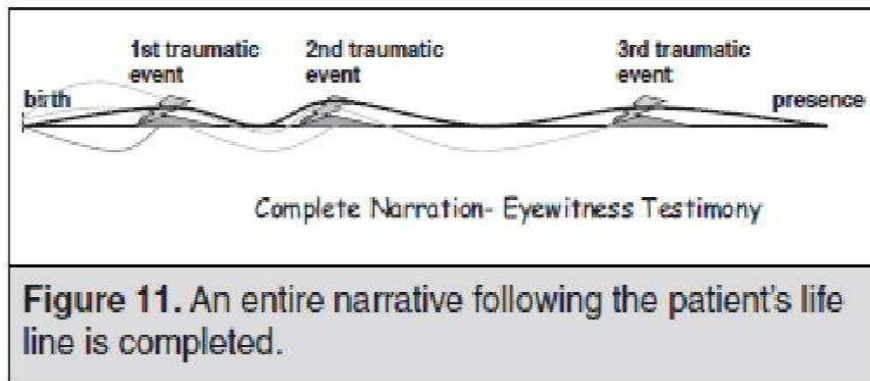 1st traumatic event
2nd traumatic event
3rd traumatic event
birth
presence
Complete Narration- Eyewitness Testimony
Figure 11. An entire narrative following the patient's life
line is completed.